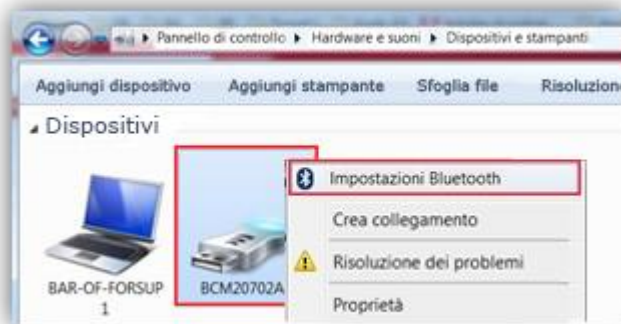 Pannello di controllo Hardware e suoni Dispositivi e stampanti
Aggiungi dispositivo Aggiungi stampante Sfoglia file Risoluzion
Dispositivi
Impostazioni Bluetooth
Crea collegamento
Risoluzione dei problemi
Proprietà
BAR-OF-FORSUP
1
BCM20702A